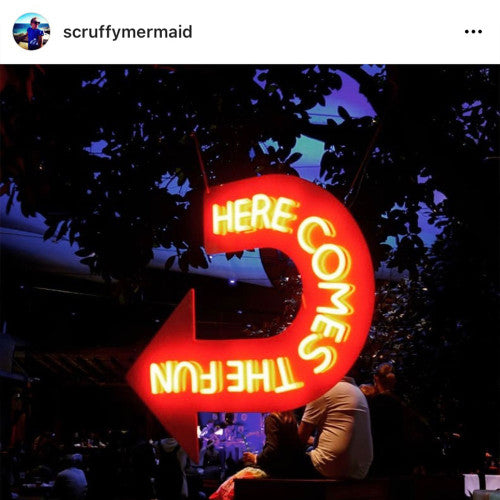 scruffymermaid
HERE COMES THE FUN